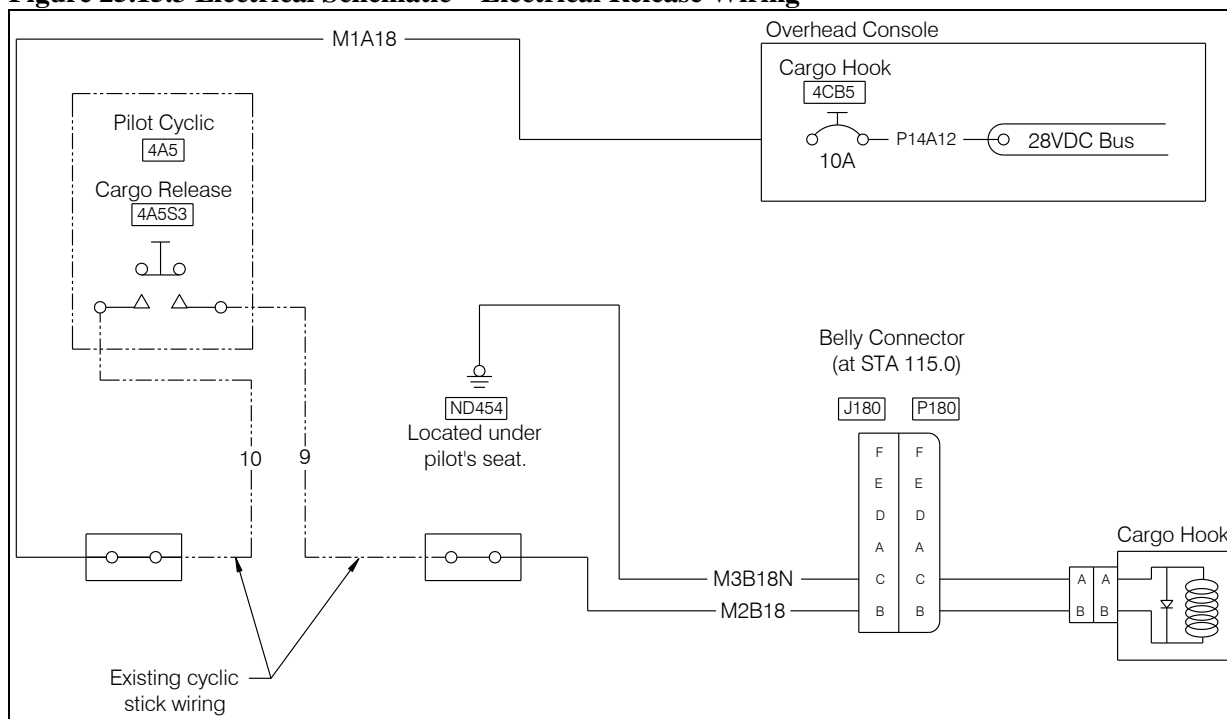 Figure 25.15.3 Electrical Schematic – Electrical Release Wiring
M1A18
Overhead Console
Cargo Hook
4CB5
10A
P14A12
28VDC Bus
Pilot Cyclic
4A5
Cargo Release
4A5S3
ND454
Located under
pilot's seat.
Belly Connector
(at STA 115.0)
J180
P180
F F
E E
D D
A A
C C
B B
10
9
M3B18N
M2B18
Cargo Hook
A A
B B
Existing cyclic
stick wiring